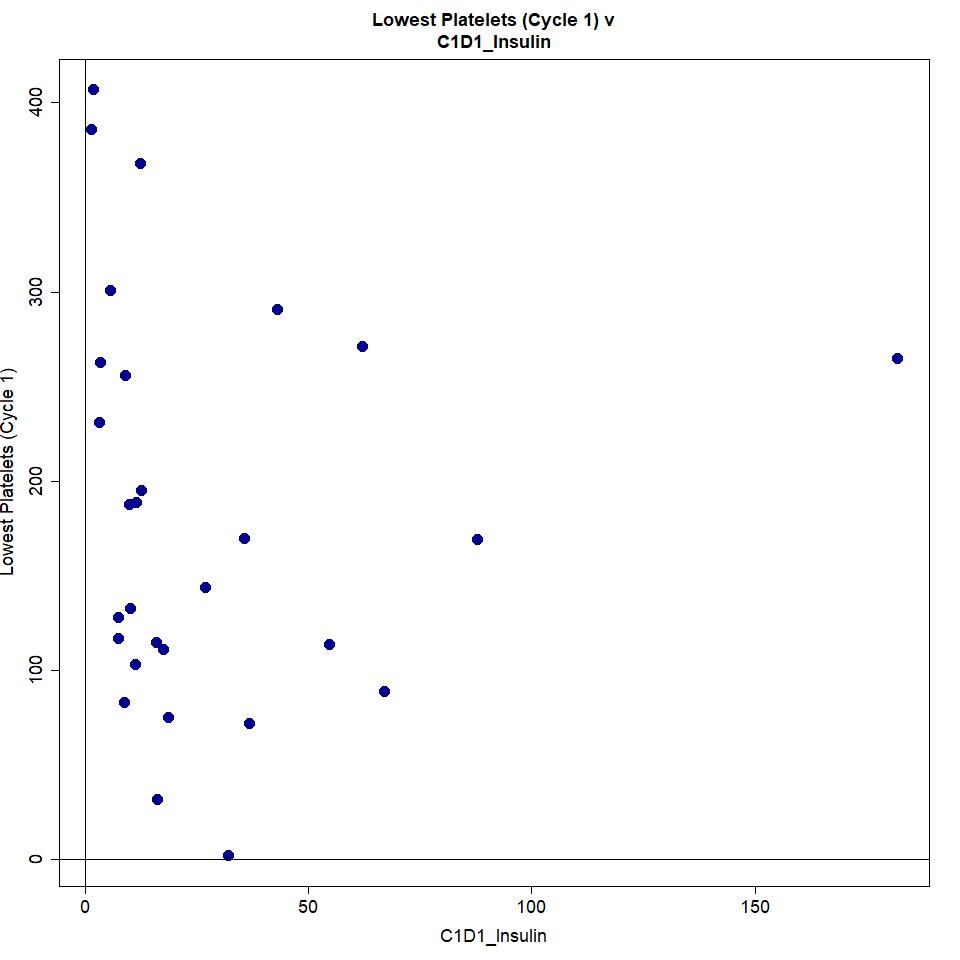 Lowest Platelets (Cycle 1) v
C1D1_Insulin
400
300
200
100
0
Lowest Platelets (Cycle 1)
0 50 100 150
C1D1_Insulin